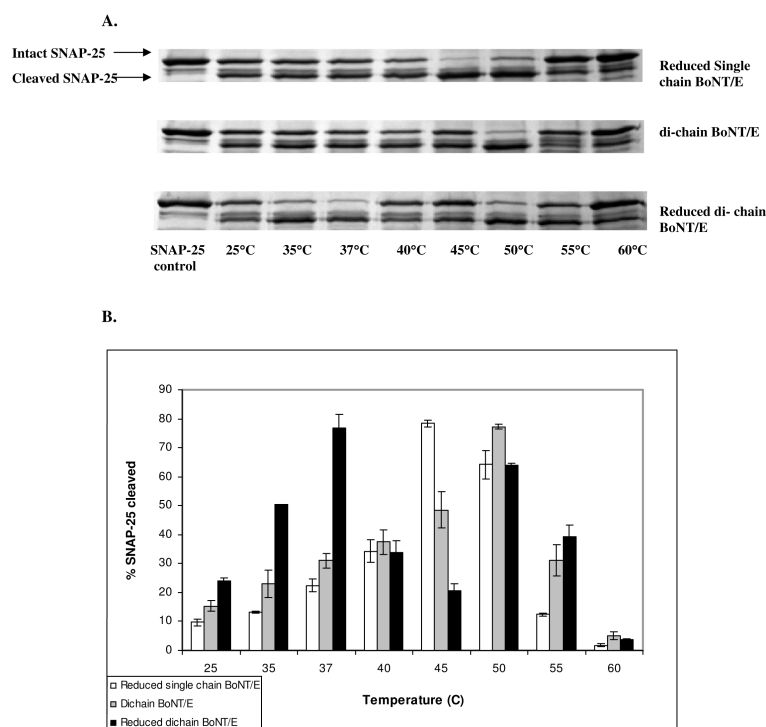 A.
Intact SNAP-25
Cleaved SNAP-25
Reduced Single
chain BoNT/E
di-chain BoNT/E
Reduced di- chain
BoNT/E
SNAP-25
control
25°C 35°C 37°C 40°C 45°C 50°C 55°C 60°C
B.
% SNAP-25 cleaved
90
80
70
60
50
40
30
20
10
0
25 35 37 40 45 50 55 60
Temperature (C)
Reduced single chain BoNT/E
Dichain BoNT/E
Reduced dichain BoNT/E